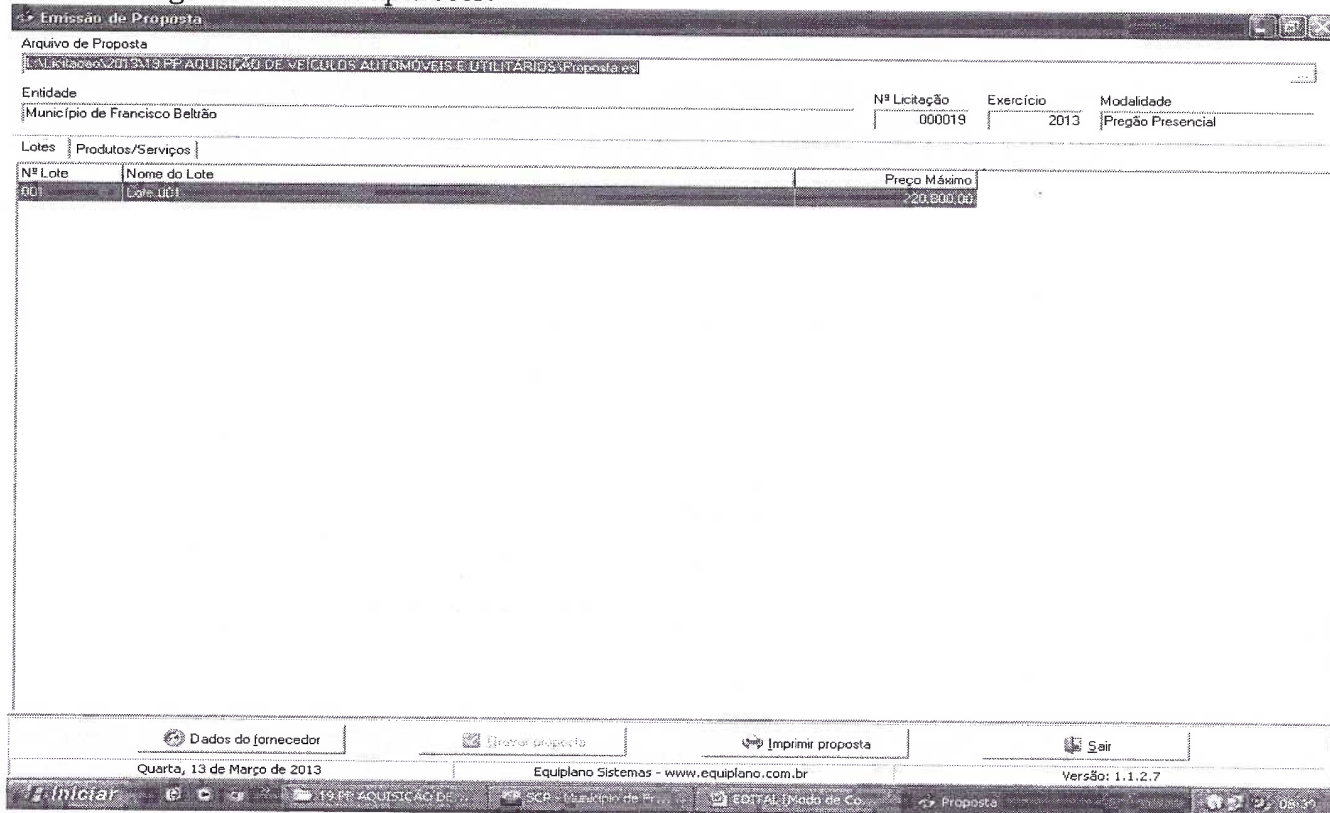 Emissão de Proposta
Arquivo de Proposta
L:\Licitacao\2013\19 PP AQUISIÇÃO DE VEICULOS AUTOMÓVEIS E UTILITÁRIOS\Proposta.esl
...
Entidade
Nº Licitação Exercício Modalidade
Município de Francisco Beltrão 000019 2013 Pregão Presencial
Lotes Produtos/Serviços
Nº Lote Nome do Lote Preço Máximo
001 Lote 001 220.800,00
Dados do fornecedor Gravar proposta Imprimir proposta Sair
Quarta, 13 de Março de 2013 Equiplano Sistemas - www.equiplano.com.br Versão: 1.1.2.7
Iniciar 19 PP AQUISIÇÃO DE ... SCP - Município de Fr... EDITAL [Modo de Co... Proposta